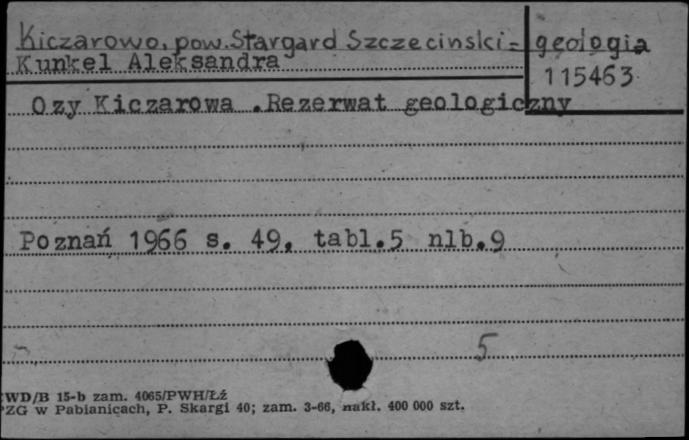 Kiczarowo, pow. Stargard Szczecinski - geologia
Kunkel Aleksandra
115463
Ozy Kiczarowa .Rezerwat geologiczny
Poznań 1966 s. 49, tabl.5 nlb.9
5
WD/B 15-b zam. 4065/PWH/Łź
PZG w Pabianicach, P. Skargi 40; zam. 3-66, nakł. 400 000 szt.